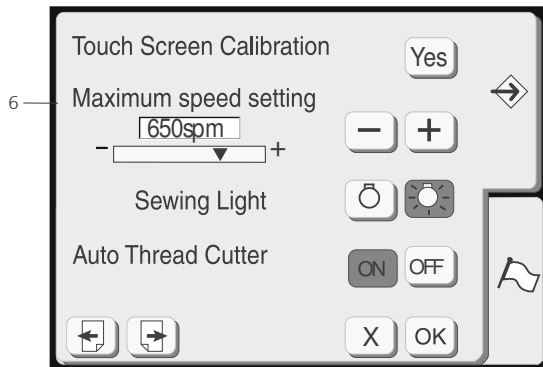 Touch Screen Calibration Yes
6 Maximum speed setting
650spm
- + − +
Sewing Light
Auto Thread Cutter ON OFF
X OK